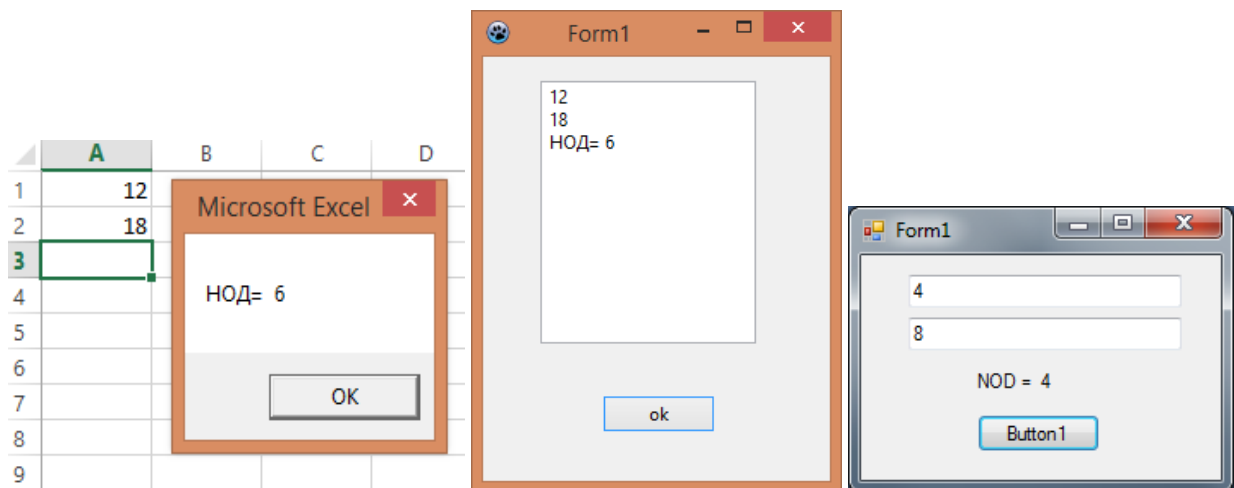 A B C D
1 12
2 18
3
4
5
6
7
8
9
Microsoft Excel
НОД= 6
OK
Form1
12
18
НОД= 6
ok
Form1
4
8
NOD = 4
Button1